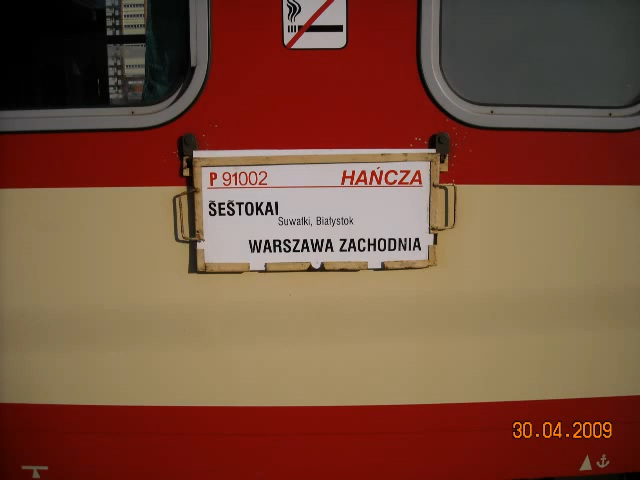 P 91002 HAŃCZA
ŠEŠTOKAI
Suwałki, Białystok
WARSZAWA ZACHODNIA
30.04.2009